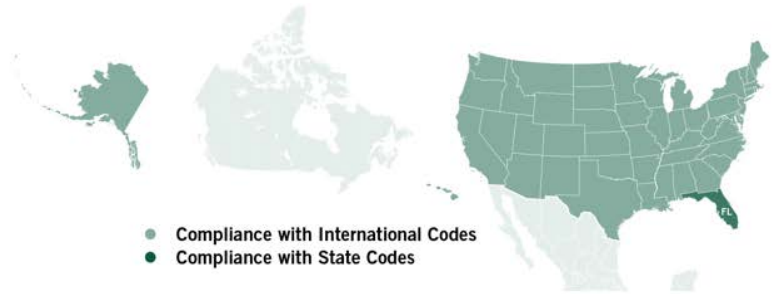 FL
Compliance with International Codes
Compliance with State Codes